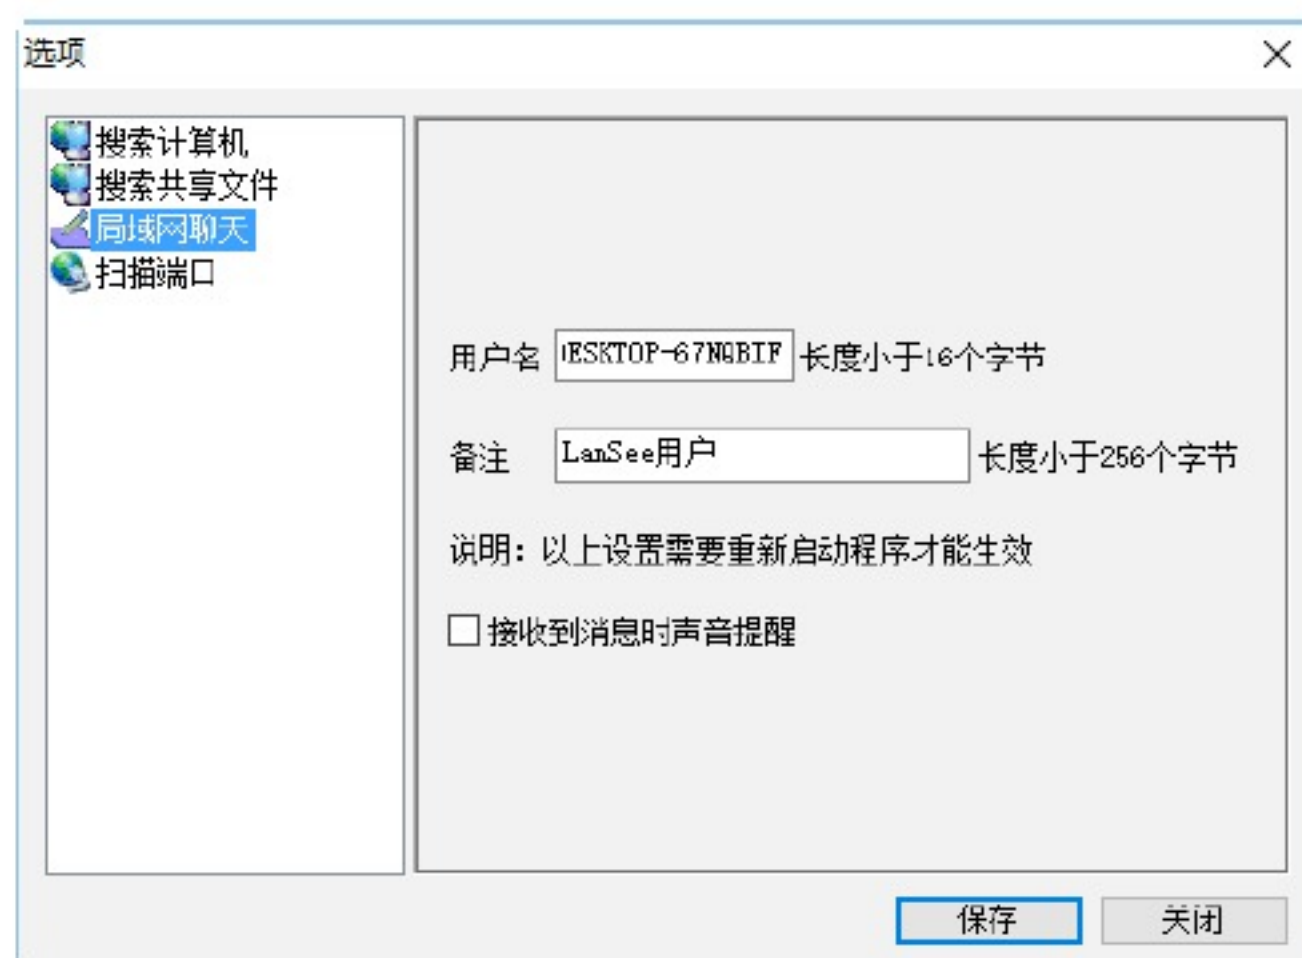 选项
搜索计算机
搜索共享文件
局域网聊天
扫描端口
用户名 ESKTOP-67NQBIF 长度小于16个字节
备注 LanSee用户 长度小于256个字节
说明：以上设置需要重新启动程序才能生效
接收到消息时声音提醒
保存 关闭